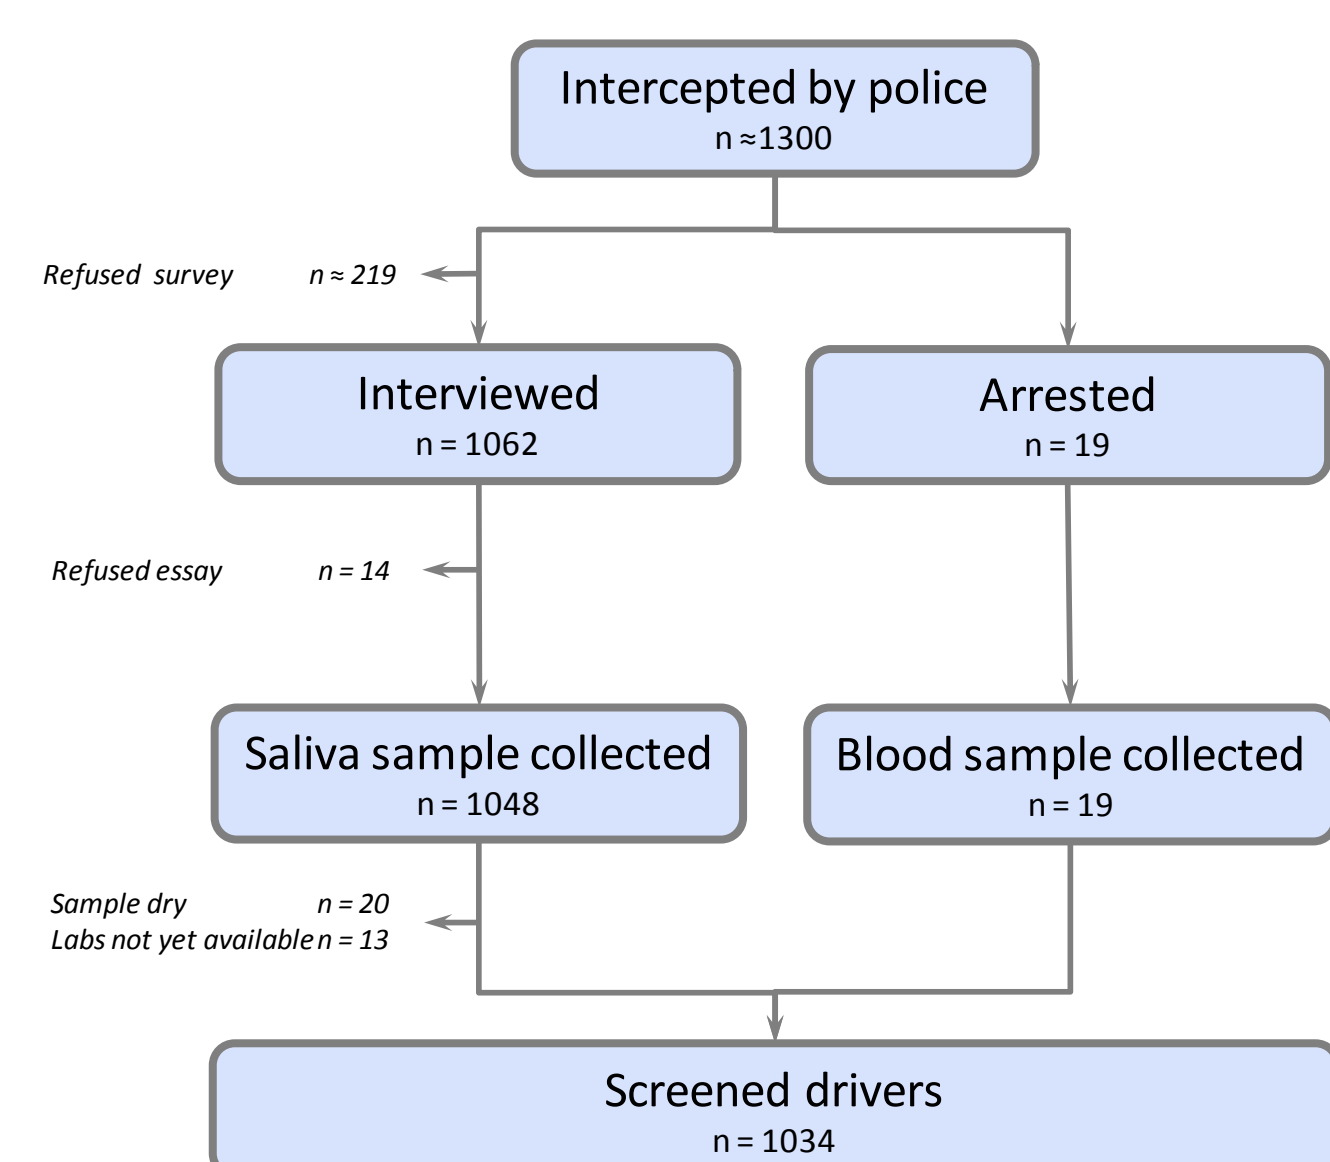 Intercepted by police
n ≈1300
Refused survey n ≈ 219
Interviewed
n = 1062
Arrested
n = 19
Refused essay n = 14
Saliva sample collected
n = 1048
Blood sample collected
n = 19
Sample dry n = 20
Labs not yet available n = 13
Screened drivers
n = 1034